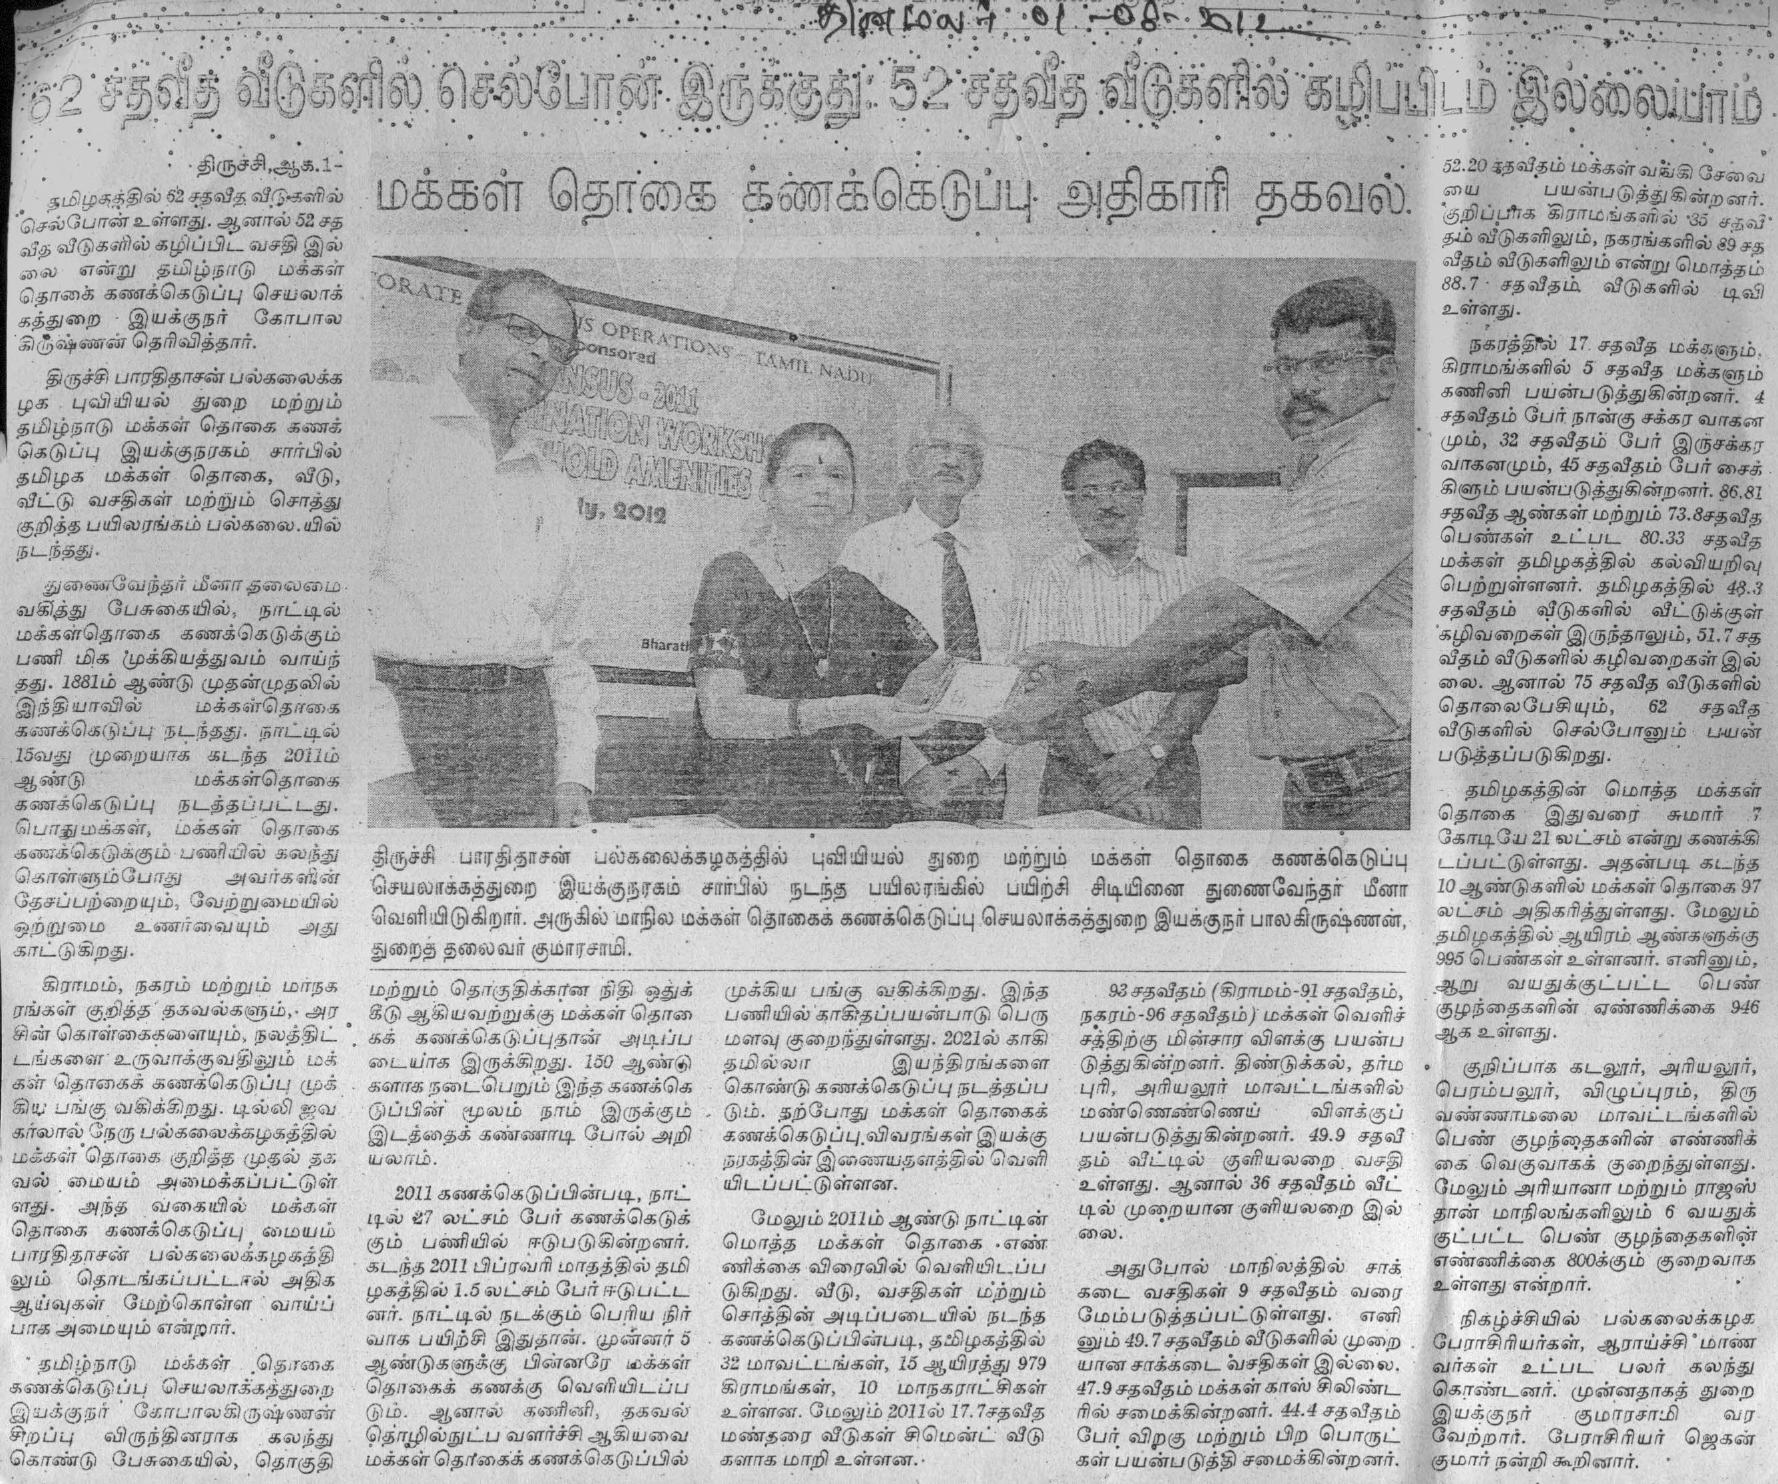 தினமலர் 01-08-2012
62 சதவீத வீடுகளில் செல்போன் இருக்குது: 52 சதவீத வீடுகளில் கழிப்பிடம் இல்லையாம்
மக்கள் தொகை கணக்கெடுப்பு அதிகாரி தகவல்
திருச்சி,ஆக.1-
தமிழகத்தில் 62 சதவீத வீடுகளில்
செல்போன் உள்ளது. ஆனால் 52 சத
வீத வீடுகளில் கழிப்பிட வசதி இல்
லை என்று தமிழ்நாடு மக்கள்
தொகை கணக்கெடுப்பு செயலாக்
கத்துறை இயக்குநர் கோபால
கிருஷ்ணன் தெரிவித்தார்.
திருச்சி பாரதிதாசன் பல்கலைக்க
ழக புவியியல் துறை மற்றும்
தமிழ்நாடு மக்கள் தொகை கணக்
கெடுப்பு இயக்குநரகம் சார்பில்
தமிழக மக்கள் தொகை, வீடு,
வீட்டு வசதிகள் மற்றும் சொத்து
குறித்த பயிலரங்கம் பல்கலை.யில்
நடந்தது.
துணைவேந்தர் மீனா தலைமை
வகித்து பேசுகையில், நாட்டில்
மக்கள்தொகை கணக்கெடுக்கும்
பணி மிக முக்கியத்துவம் வாய்ந்
தது. 1881ம் ஆண்டு முதன்முதலில்
இந்தியாவில் மக்கள்தொகை
கணக்கெடுப்பு நடந்தது. நாட்டில்
15வது முறையாக கடந்த 2011ம்
ஆண்டு மக்கள்தொகை
கணக்கெடுப்பு நடத்தப்பட்டது.
பொதுமக்கள், மக்கள் தொகை
கணக்கெடுக்கும் பணியில் கலந்து
கொள்ளும்போது அவர்களின்
தேசப்பற்றையும், வேற்றுமையில்
ஒற்றுமை உணர்வையும் அது
காட்டுகிறது.
கிராமம், நகரம் மற்றும் மாநக
ரங்கள் குறித்த தகவல்களும், அர
சின் கொள்கைகளையும், நலத்திட்
டங்களை உருவாக்குவதிலும் மக்
கள் தொகைக் கணக்கெடுப்பு முக்
கிய பங்கு வகிக்கிறது. டில்லி ஜவ
கர்லால் நேரு பல்கலைக்கழகத்தில்
மக்கள் தொகை குறித்த முதல் தக
வல் மையம் அமைக்கப்பட்டுள்
ளது. அந்த வகையில் மக்கள்
தொகை கணக்கெடுப்பு மையம்
பாரதிதாசன் பல்கலைக்கழகத்தி
லும் தொடங்கப்பட்டால் அதிக
ஆய்வுகள் மேற்கொள்ள வாய்ப்
பாக அமையும் என்றார்.
தமிழ்நாடு மக்கள் தொகை
கணக்கெடுப்பு செயலாக்கத்துறை
இயக்குநர் கோபாலகிருஷ்ணன்
சிறப்பு விருந்தினராக கலந்து
கொண்டு பேசுகையில், தொகுதி
ORATE
US OPERATIONS - TAMIL NADU
ponsored
NSUS - 2011
INATION WORKSH
HOLD AMENITIES
ly, 2012
Bharath
திருச்சி பாரதிதாசன் பல்கலைக்கழகத்தில் புவியியல் துறை மற்றும் மக்கள் தொகை கணக்கெடுப்பு
செயலாக்கத்துறை இயக்குநரகம் சார்பில் நடந்த பயிலரங்கில் பயிற்சி சிடியினை துணைவேந்தர் மீனா
வெளியிடுகிறார். அருகில் மாநில மக்கள் தொகைக் கணக்கெடுப்பு செயலாக்கத்துறை இயக்குநர் பாலகிருஷ்ணன்,
துறைத் தலைவர் குமாரசாமி.
மற்றும் தொகுதிக்கான நிதி ஒதுக்
கீடு ஆகியவற்றுக்கு மக்கள் தொ
கைக் கணக்கெடுப்புதான் அடிப்ப
டையாக இருக்கிறது. 150 ஆண்டு
களாக நடைபெறும் இந்த கணக்கெ
டுப்பின் மூலம் நாம் இருக்கும்
இடத்தைக் கண்ணாடி போல் அறி
யலாம்.
2011 கணக்கெடுப்பின்படி, நாட்
டில் 27 லட்சம் பேர் கணக்கெடுக்
கும் பணியில் ஈடுபடுகின்றனர்.
கடந்த 2011 பிப்ரவரி மாதத்தில் தமி
ழகத்தில் 1.5 லட்சம் பேர் ஈடுபட்ட
னர். நாட்டில் நடக்கும் பெரிய நிர்
வாக பயிற்சி இதுதான். முன்னர் 5
ஆண்டுகளுக்கு பின்னரே மக்கள்
தொகைக் கணக்கு வெளியிடப்ப
டும். ஆனால் கணினி, தகவல்
தொழில்நுட்ப வளர்ச்சி ஆகியவை
மக்கள் தொகைக் கணக்கெடுப்பில்
முக்கிய பங்கு வகிக்கிறது. இந்த
பணியில் காகிதப்பயன்பாடு பெரு
மளவு குறைந்துள்ளது. 2021ல் காகி
தமில்லா இயந்திரங்களை
கொண்டு கணக்கெடுப்பு நடத்தப்ப
டும். தற்போது மக்கள் தொகைக்
கணக்கெடுப்பு விவரங்கள் இயக்கு
நரகத்தின் இணையதளத்தில் வெளி
யிடப்பட்டுள்ளன.
மேலும் 2011ம் ஆண்டு நாட்டின்
மொத்த மக்கள் தொகை எண்
ணிக்கை விரைவில் வெளியிடப்ப
டுகிறது. வீடு, வசதிகள் மற்றும்
சொத்தின் அடிப்படையில் நடந்த
கணக்கெடுப்பின்படி, தமிழகத்தில்
32 மாவட்டங்கள், 15 ஆயிரத்து 979
கிராமங்கள், 10 மாநகராட்சிகள்
உள்ளன. மேலும் 2011ல் 17.7சதவீத
மண்தரை வீடுகள் சிமெண்ட் வீடு
களாக மாறி உள்ளன.
93 சதவீதம் (கிராமம்-91 சதவீதம்,
நகரம்-96 சதவீதம்) மக்கள் வெளிச்
சத்திற்கு மின்சார விளக்கு பயன்ப
டுத்துகின்றனர். திண்டுக்கல், தர்ம
புரி, அரியலூர் மாவட்டங்களில்
மண்ணெண்ணெய் விளக்குப்
பயன்படுத்துகின்றனர். 49.9 சதவீ
தம் வீட்டில் குளியலறை வசதி
உள்ளது. ஆனால் 36 சதவீதம் வீட்
டில் முறையான குளியலறை இல்
லை.
அதுபோல் மாநிலத்தில் சாக்
கடை வசதிகள் 9 சதவீதம் வரை
மேம்படுத்தப்பட்டுள்ளது. எனி
னும் 49.7 சதவீதம் வீடுகளில் முறை
யான சாக்கடை வசதிகள் இல்லை.
47.9 சதவீதம் மக்கள் காஸ் சிலிண்ட
ரில் சமைக்கின்றனர். 44.4 சதவீதம்
பேர் விறகு மற்றும் பிற பொருட்
கள் பயன்படுத்தி சமைக்கின்றனர்.
52.20 சதவீதம் மக்கள் வங்கி சேவை
யை பயன்படுத்துகின்றனர்.
குறிப்பாக கிராமங்களில் 85 சதவீ
தம் வீடுகளிலும், நகரங்களில் 89 சத
வீதம் வீடுகளிலும் என்று மொத்தம்
88.7 சதவீதம் வீடுகளில் டிவி
உள்ளது.
நகரத்தில் 17 சதவீத மக்களும்,
கிராமங்களில் 5 சதவீத மக்களும்
கணினி பயன்படுத்துகின்றனர். 4
சதவீதம் பேர் நான்கு சக்கர வாகன
மும், 32 சதவீதம் பேர் இருசக்கர
வாகனமும், 45 சதவீதம் பேர் சைக்
கிளும் பயன்படுத்துகின்றனர். 86.81
சதவீத ஆண்கள் மற்றும் 73.8சதவீத
பெண்கள் உட்பட 80.33 சதவீத
மக்கள் தமிழகத்தில் கல்வியறிவு
பெற்றுள்ளனர். தமிழகத்தில் 48.3
சதவீதம் வீடுகளில் வீட்டுக்குள்
கழிவறைகள் இருந்தாலும், 51.7 சத
வீதம் வீடுகளில் கழிவறைகள் இல்
லை. ஆனால் 75 சதவீத வீடுகளில்
தொலைபேசியும், 62 சதவீத
வீடுகளில் செல்போனும் பயன்
படுத்தப்படுகிறது.
தமிழகத்தின் மொத்த மக்கள்
தொகை இதுவரை சுமார் 7
கோடியே 21 லட்சம் என்று கணக்கி
டப்பட்டுள்ளது. அதன்படி கடந்த
10 ஆண்டுகளில் மக்கள் தொகை 97
லட்சம் அதிகரித்துள்ளது. மேலும்
தமிழகத்தில் ஆயிரம் ஆண்களுக்கு
995 பெண்கள் உள்ளனர். எனினும்,
ஆறு வயதுக்குட்பட்ட பெண்
குழந்தைகளின் எண்ணிக்கை 946
ஆக உள்ளது.
குறிப்பாக கடலூர், அரியலூர்,
பெரம்பலூர், விழுப்புரம், திரு
வண்ணாமலை மாவட்டங்களில்
பெண் குழந்தைகளின் எண்ணிக்
கை வெகுவாகக் குறைந்துள்ளது.
மேலும் அரியானா மற்றும் ராஜஸ்
தான் மாநிலங்களிலும் 6 வயதுக்
குட்பட்ட பெண் குழந்தைகளின்
எண்ணிக்கை 800க்கும் குறைவாக
உள்ளது என்றார்.
நிகழ்ச்சியில் பல்கலைக்கழக
பேராசிரியர்கள், ஆராய்ச்சி மாண
வர்கள் உட்பட பலர் கலந்து
கொண்டனர். முன்னதாகத் துறை
இயக்குநர் குமாரசாமி வர
வேற்றார். பேராசிரியர் ஜெகன்
குமார் நன்றி கூறினார்.